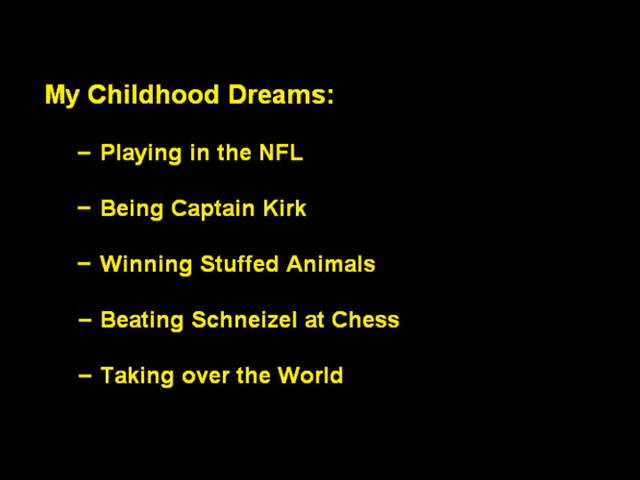 My Childhood Dreams:
– Playing in the NFL
– Being Captain Kirk
– Winning Stuffed Animals
– Beating Schneizel at Chess
– Taking over the World